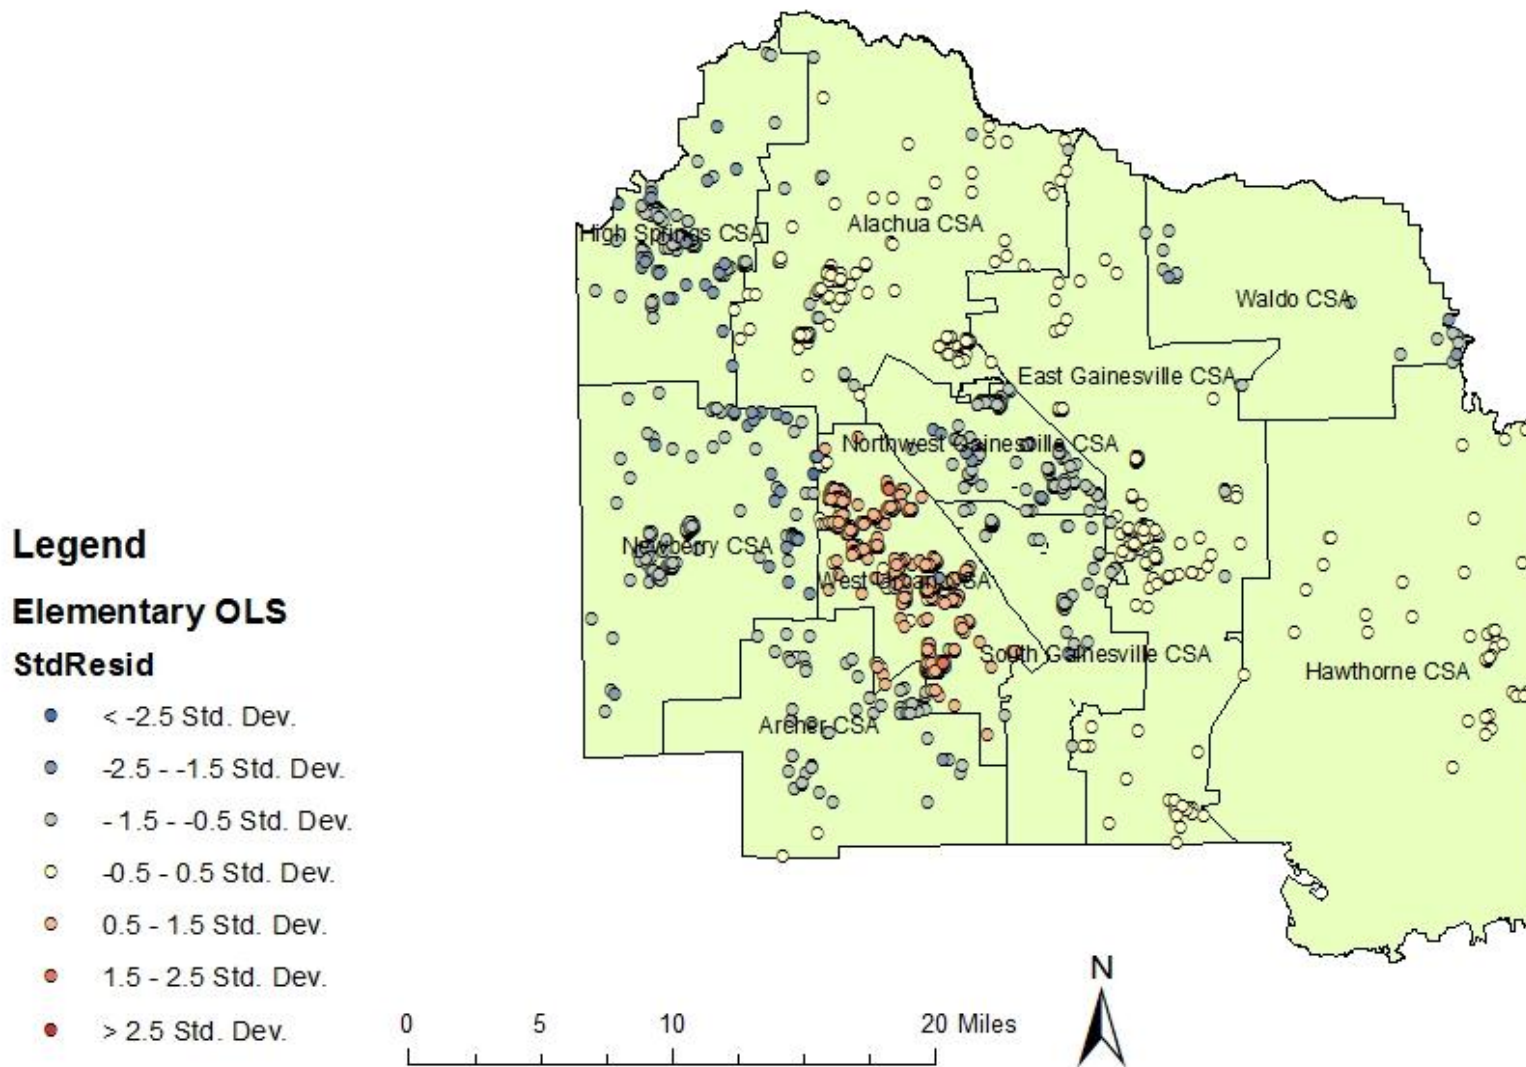 High Springs CSA
Alachua CSA
Waldo CSA
East Gainesville CSA
Northwest Gainesville CSA
Newberry CSA
West Urban CSA
South Gainesville CSA
Hawthorne CSA
Archer CSA
Legend
Elementary OLS
StdResid
< -2.5 Std. Dev.
-2.5 - -1.5 Std. Dev.
- 1.5 - -0.5 Std. Dev.
-0.5 - 0.5 Std. Dev.
0.5 - 1.5 Std. Dev.
1.5 - 2.5 Std. Dev.
> 2.5 Std. Dev.
0 5 10 20 Miles
N